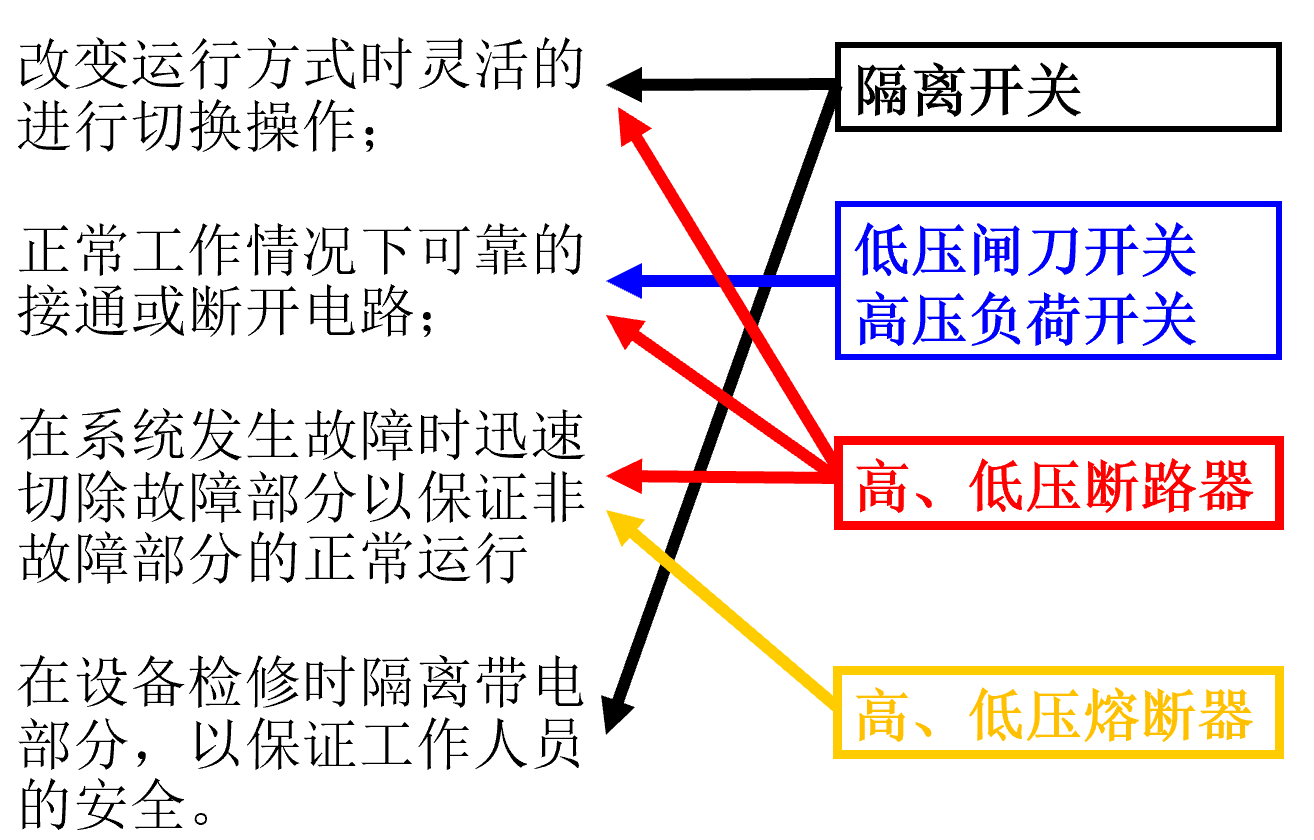 改变运行方式时灵活的
进行切换操作；
正常工作情况下可靠的
接通或断开电路；
在系统发生故障时迅速
切除故障部分以保证非
故障部分的正常运行
在设备检修时隔离带电
部分，以保证工作人员
的安全。
隔离开关
低压闸刀开关
高压负荷开关
高、低压断路器
高、低压熔断器